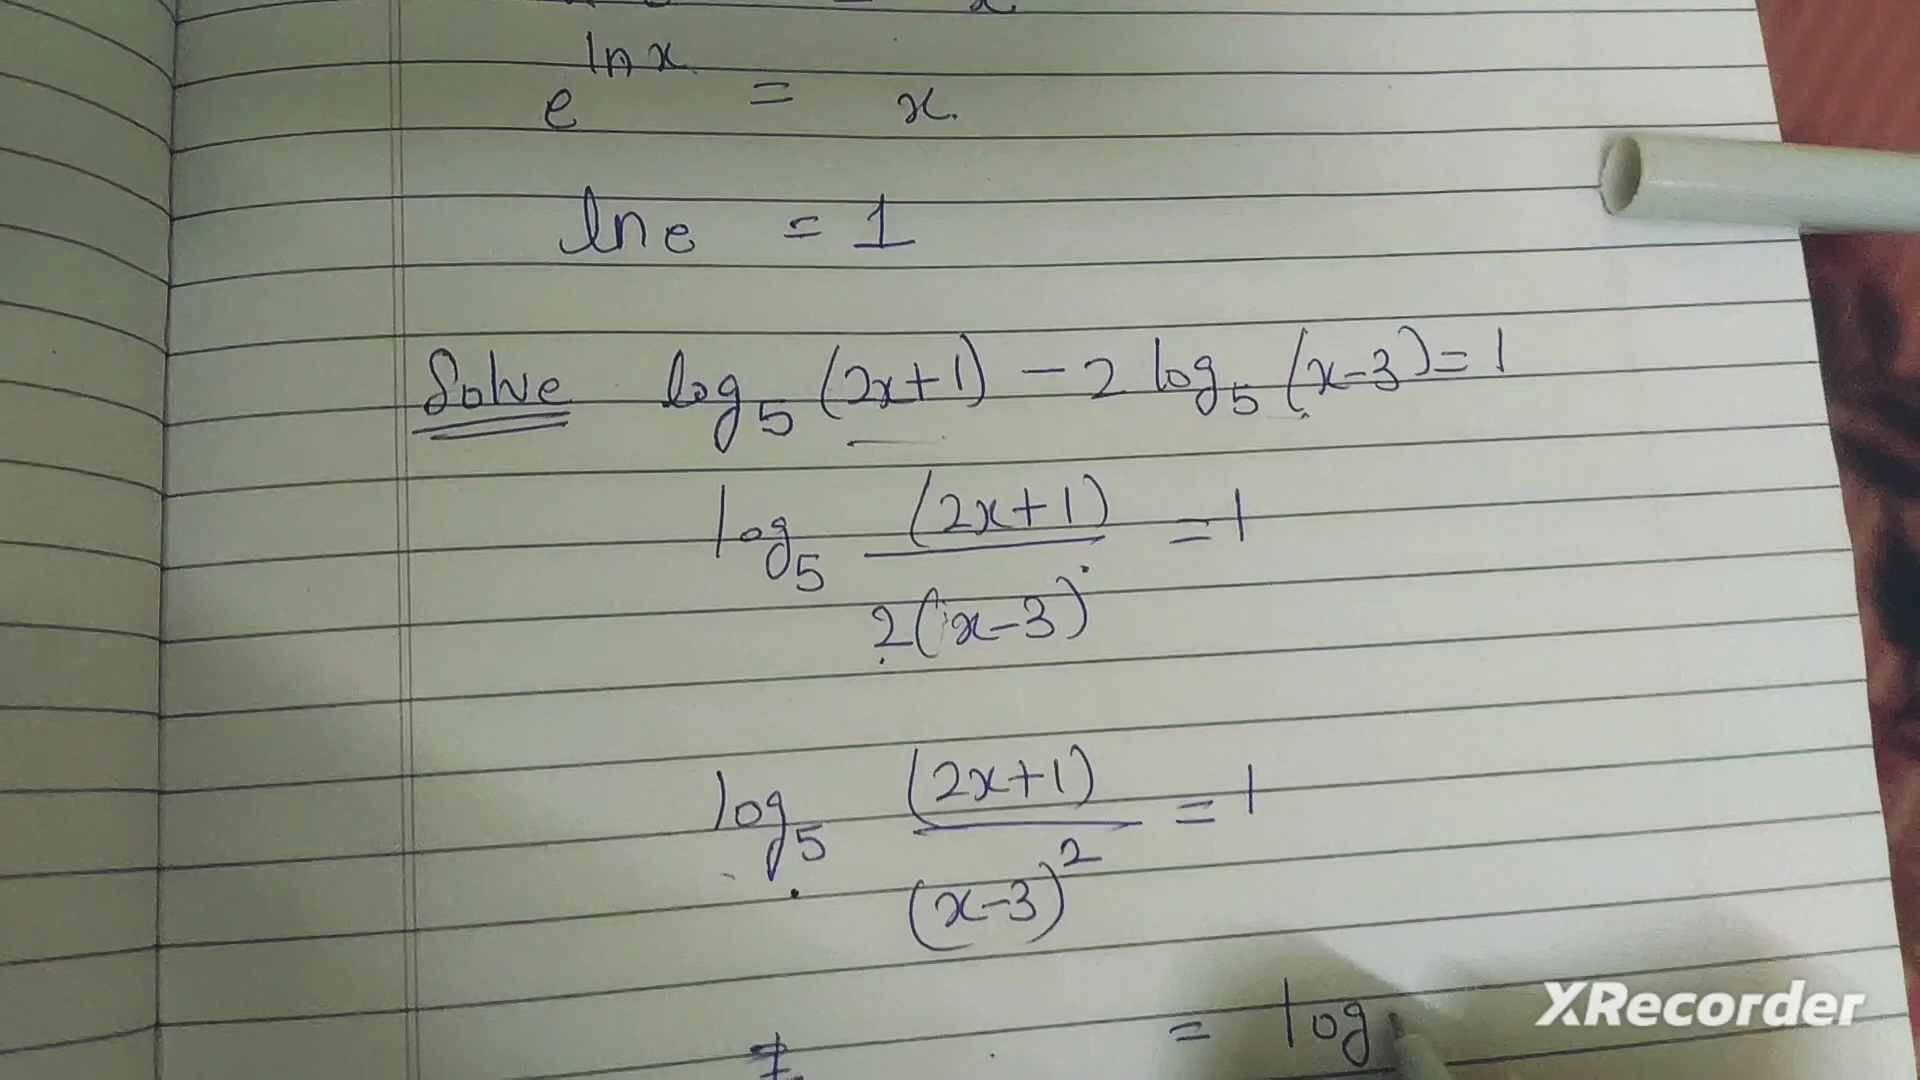 e^ln x = x.
ln e = 1
Solve log₅ (2x+1) - 2 log₅ (x-3) = 1
log₅ (2x+1) / 2(x-3) = 1
log₅ (2x+1) / (x-3)² = 1
= log
XRecorder